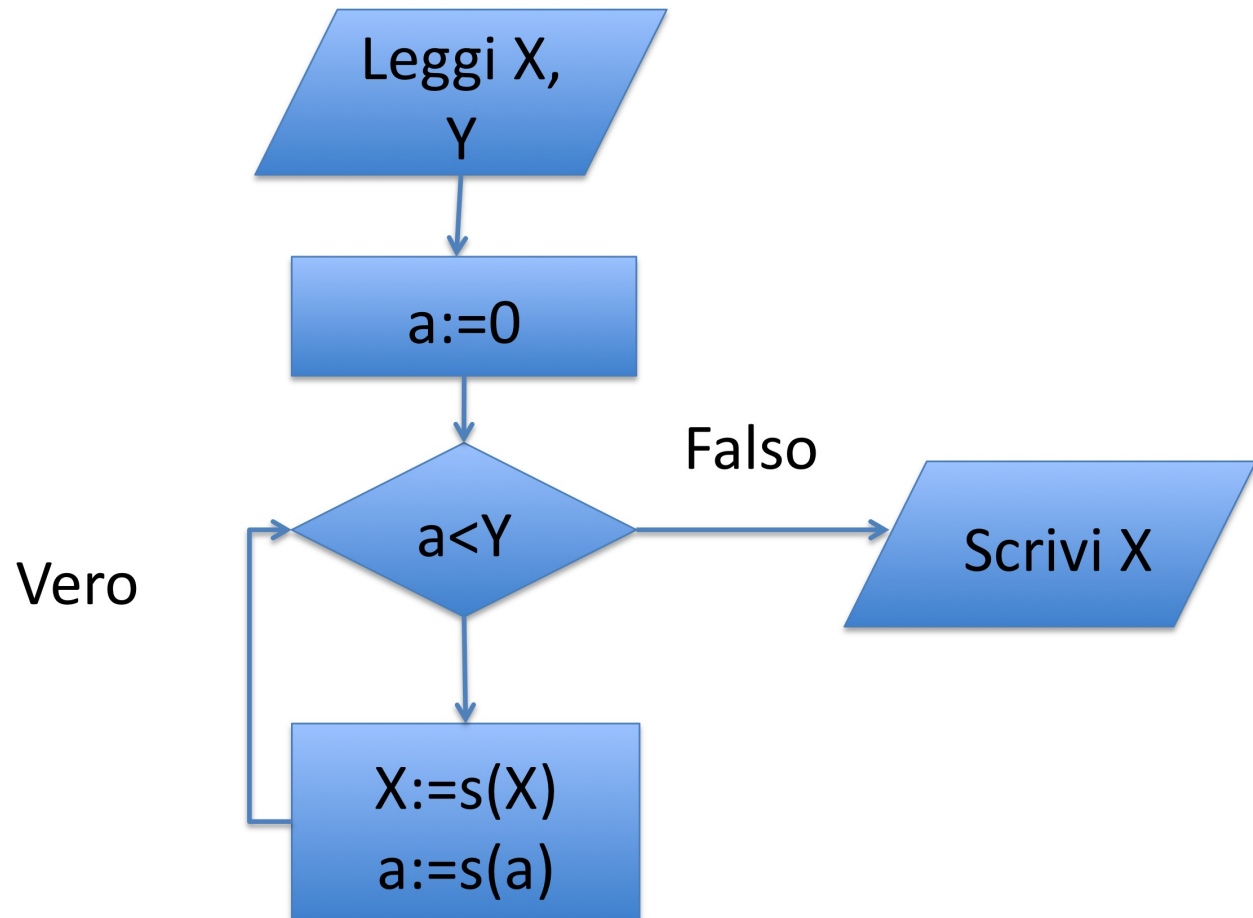 Leggi X,
Y
a:=0
Falso
a<Y
Scrivi X
Vero
X:=s(X)
a:=s(a)